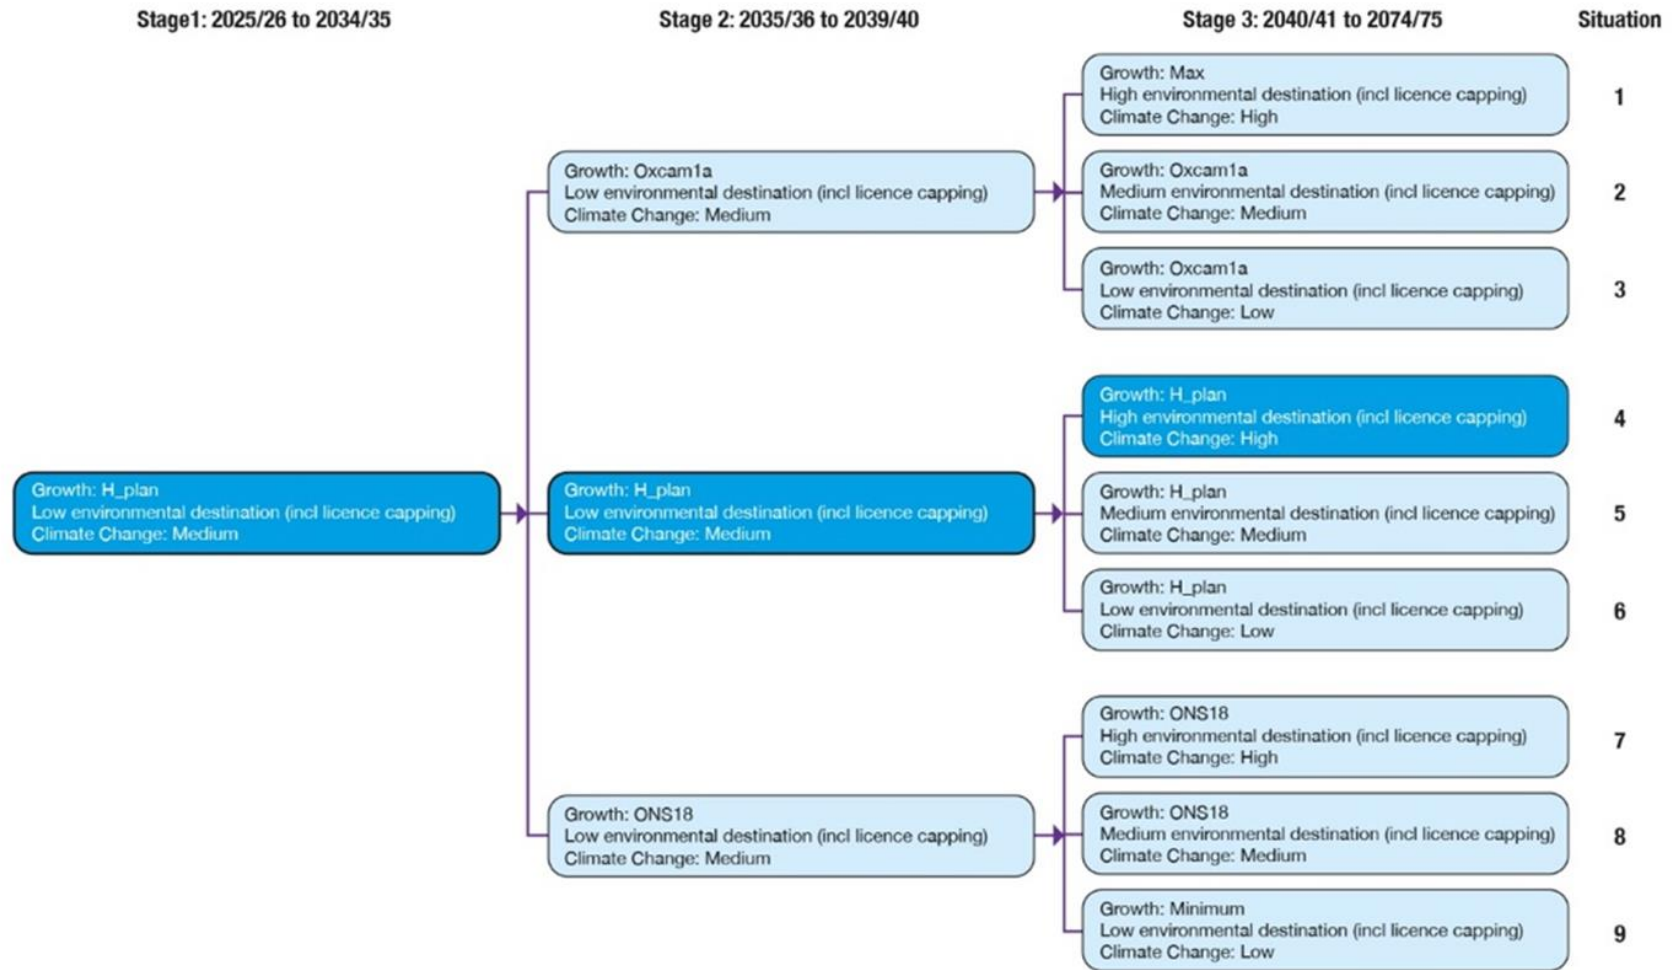 Stage1: 2025/26 to 2034/35
Stage 2: 2035/36 to 2039/40
Stage 3: 2040/41 to 2074/75
Situation
Growth: H_plan
Low environmental destination (incl licence capping)
Climate Change: Medium
Growth: Oxcam1a
Low environmental destination (incl licence capping)
Climate Change: Medium
Growth: H_plan
Low environmental destination (incl licence capping)
Climate Change: Medium
Growth: ONS18
Low environmental destination (incl licence capping)
Climate Change: Medium
Growth: Max
High environmental destination (incl licence capping)
Climate Change: High
1
Growth: Oxcam1a
Medium environmental destination (incl licence capping)
Climate Change: Medium
2
Growth: Oxcam1a
Low environmental destination (incl licence capping)
Climate Change: Low
3
Growth: H_plan
High environmental destination (incl licence capping)
Climate Change: High
4
Growth: H_plan
Medium environmental destination (incl licence capping)
Climate Change: Medium
5
Growth: H_plan
Low environmental destination (incl licence capping)
Climate Change: Low
6
Growth: ONS18
High environmental destination (incl licence capping)
Climate Change: High
7
Growth: ONS18
Medium environmental destination (incl licence capping)
Climate Change: Medium
8
Growth: Minimum
Low environmental destination (incl licence capping)
Climate Change: Low
9